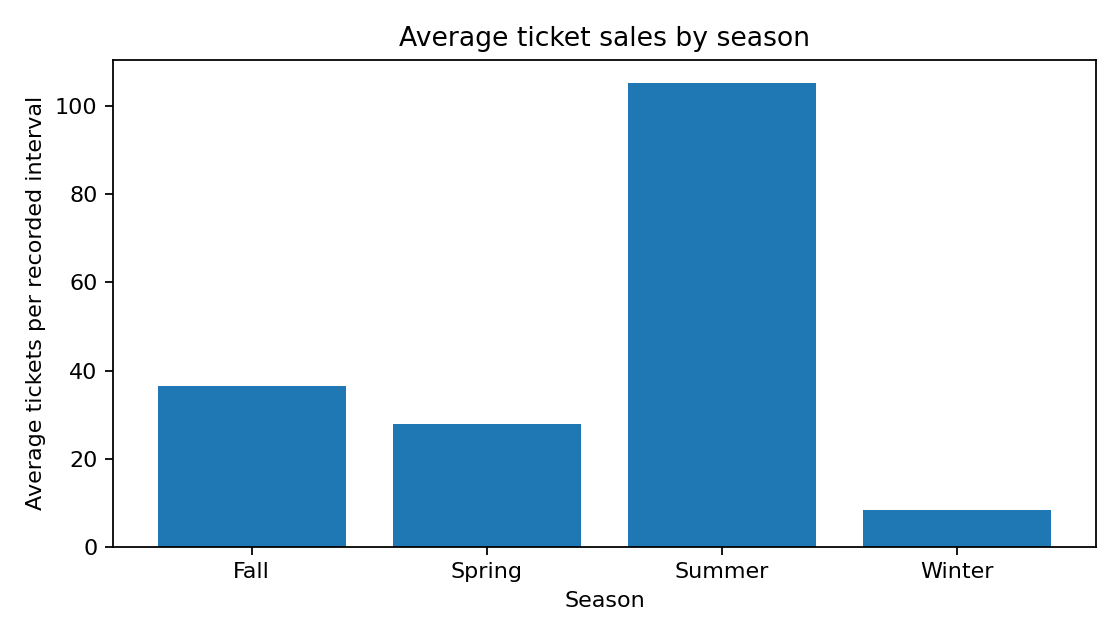 Average ticket sales by season
Average tickets per recorded interval
100
80
60
40
20
0
Fall Spring Summer Winter
Season